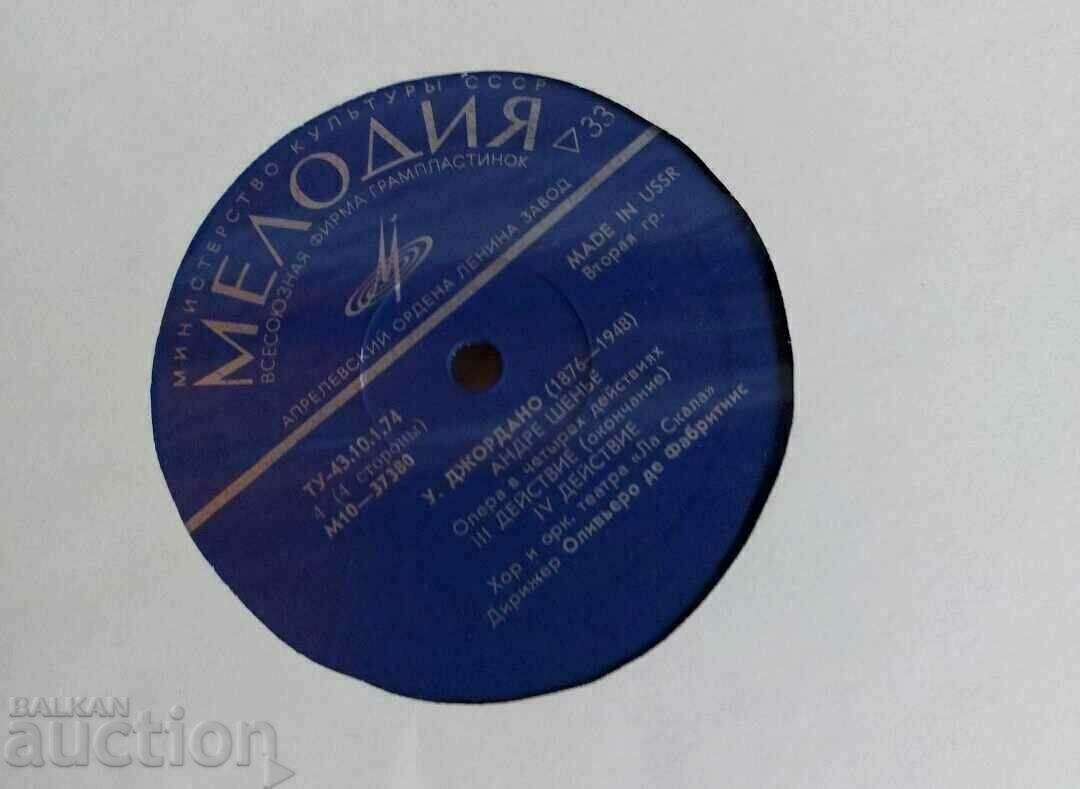 МИНИСТЕРСТВО КУЛЬТУРЫ СССР
МЕЛОДИЯ
33
ВСЕСОЮЗНАЯ ФИРМА ГРАМПЛАСТИНОК
АПРЕЛЕВСКИЙ ОРДЕНА ЛЕНИНА ЗАВОД
MADE IN USSR
Вторая гр.
ТУ-43.10.1.74
4 (4 стороны)
М10—37380
У. ДЖОРДАНО (1876—1948)
АНДРЕ ШЕНЬЕ
Опера в четырех действиях
III ДЕЙСТВИЕ (окончание)
IV ДЕЙСТВИЕ
Хор и орк. театра «Ла Скала»
Дирижер Оливьеро де Фабритиис
BALKAN
auction